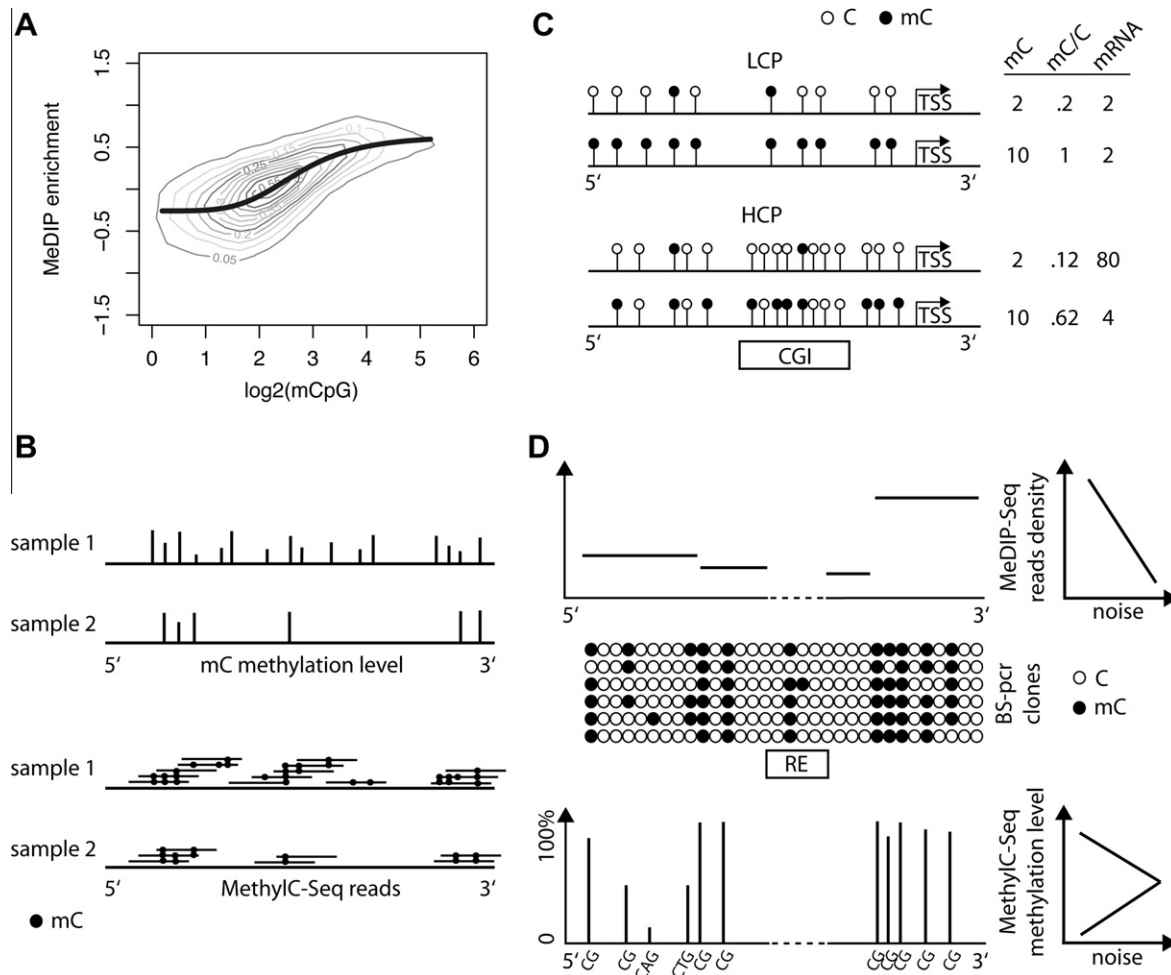 A
1.5
0.5
-0.5
-1.5
MeDIP enrichment
0.1
0.15
0.25
0.55
0.2
0.05
0 1 2 3 4 5 6
log2(mCpG)
B
sample 1
sample 2
5‘ mC methylation level 3‘
sample 1
sample 2
5‘ MethylC-Seq reads 3‘
mC
C
C mC
mC mC/C mRNA
LCP
TSS 2 .2 2
TSS 10 1 2
5‘ 3‘
HCP
TSS 2 .12 80
TSS 10 .62 4
5‘ 3‘
CGI
D
5‘ 3‘
MeDIP-Seq
reads density
noise
BS-pcr
clones
C
mC
RE
100%
0
5‘ CG CG CAG CTG CG CG CG CG CG CG CG 3‘
MethylC-Seq
methylation level
noise